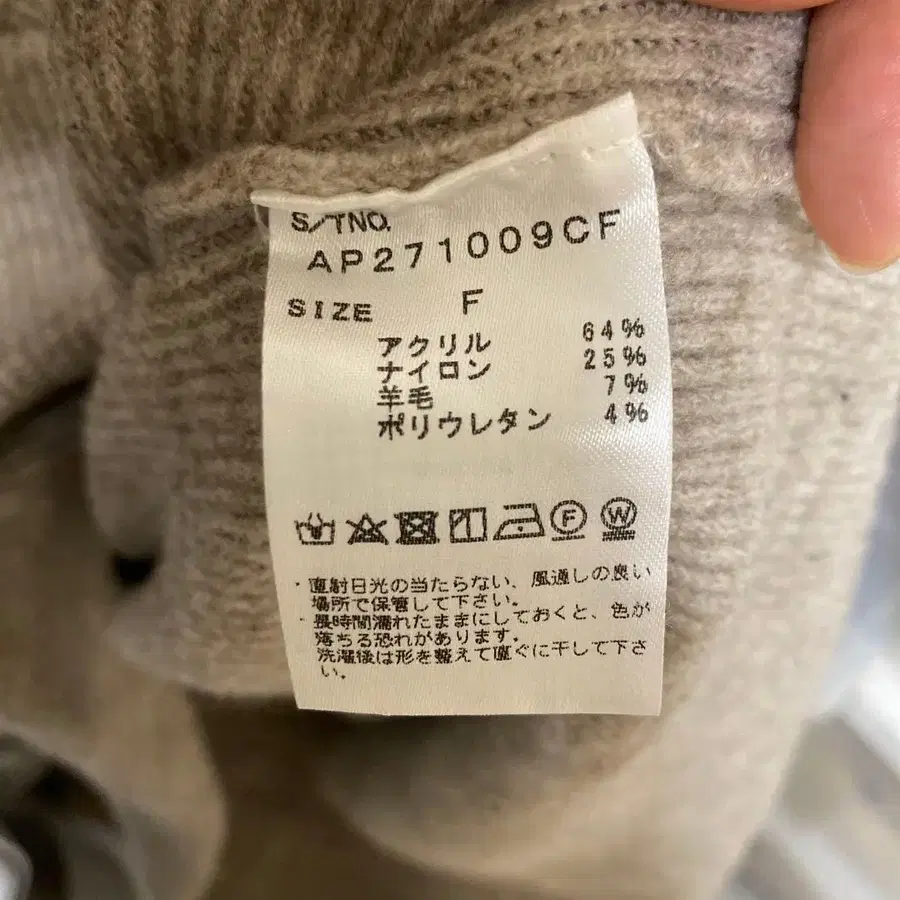 S/TNO.
AP271009CF
SIZE F
アクリル 64%
ナイロン 25%
羊毛 7%
ポリウレタン 4%
F W
・直射日光の当たらない、風通しの良い
場所で保管して下さい。
・長時間濡れたままにしておくと、色が
落ちる恐れがあります。
洗濯後は形を整えて直ぐに干して下さ
い。